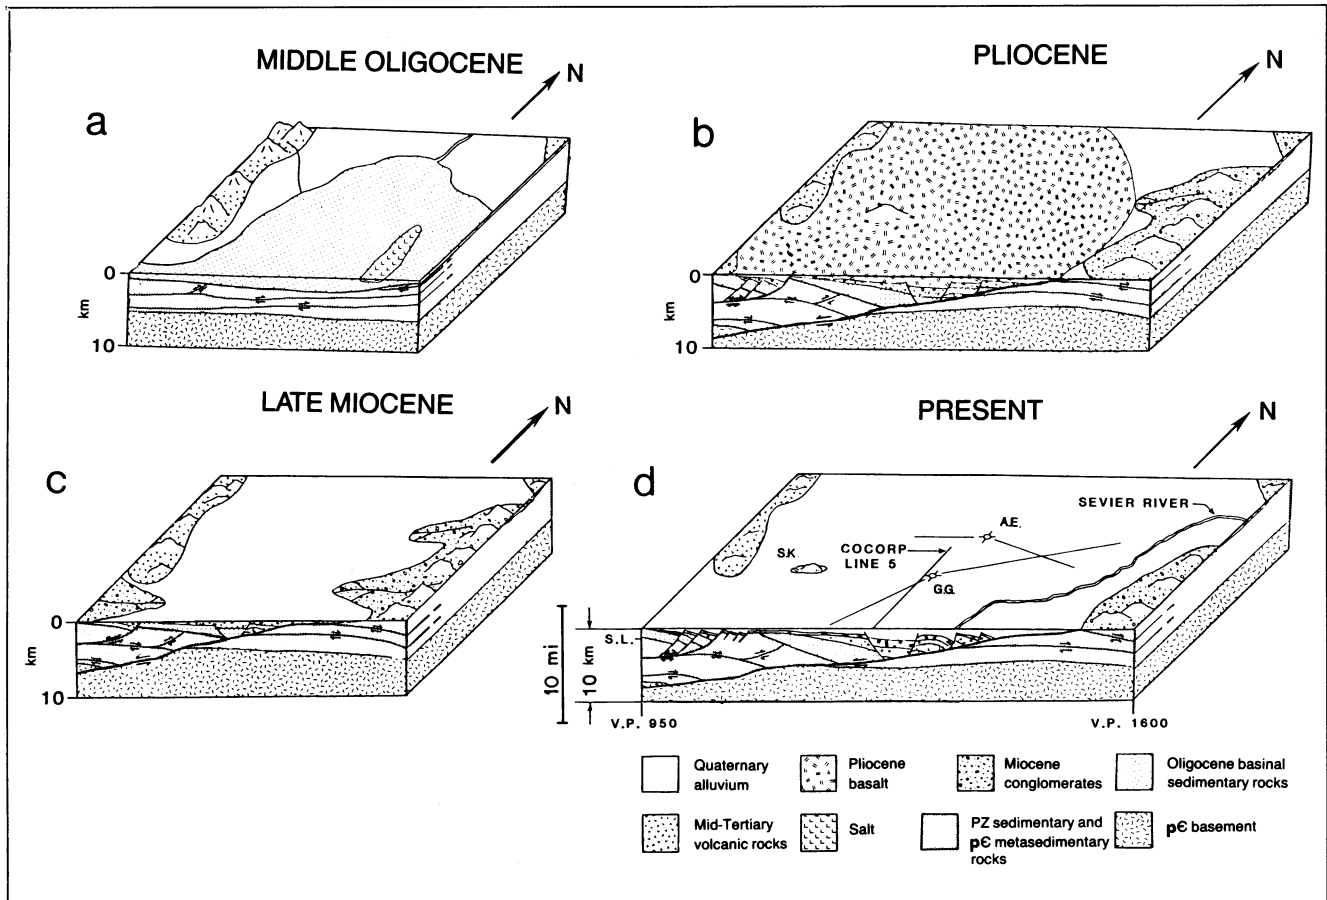 MIDDLE OLIGOCENE
N
a
0
km
10
PLIOCENE
N
b
0
km
10
LATE MIOCENE
N
c
0
km
10
PRESENT
N
d
SEVIER RIVER
A.E.
S.K.
COCORP
LINE 5
G.G.
S.L.
10 mi
10 km
V.P. 950
V.P. 1600
Quaternary
alluvium
Pliocene
basalt
Miocene
conglomerates
Oligocene basinal
sedimentary rocks
Mid-Tertiary
volcanic rocks
Salt
PZ sedimentary and
pЄ metasedimentary
rocks
pЄ basement